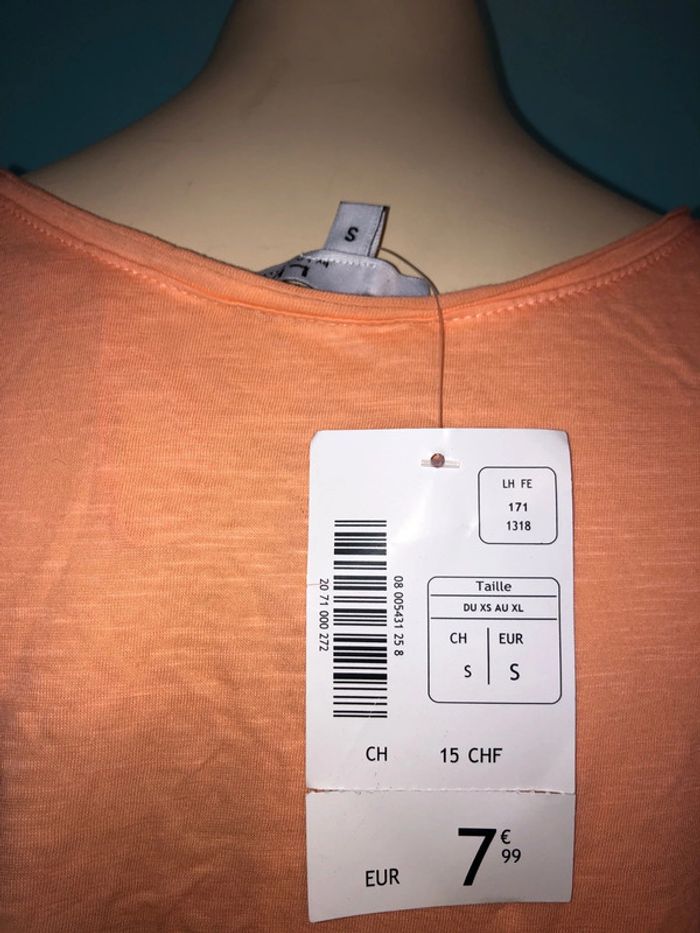 S
LH FE
171
1318
08 005431 25 8
20 71 000 272
Taille
DU XS AU XL
CH EUR
S S
CH 15 CHF
EUR 7€99